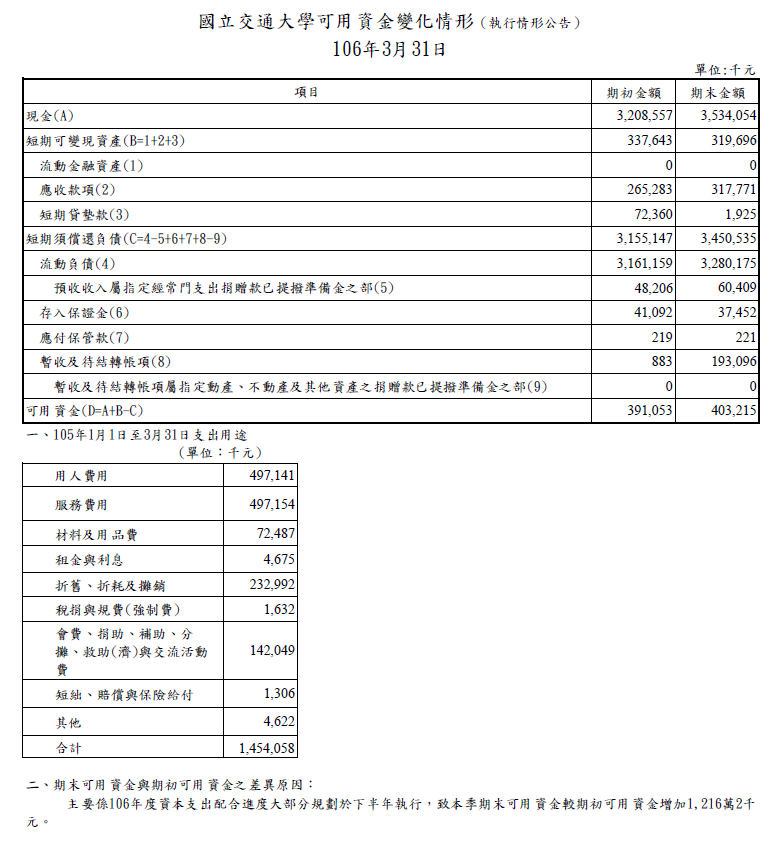 國立交通大學可用資金變化情形(執行情形公告)
106年3月31日
單位:千元
項目 期初金額 期末金額
現金(A) 3,208,557 3,534,054
短期可變現資產(B=1+2+3) 337,643 319,696
流動金融資產(1) 0 0
應收款項(2) 265,283 317,771
短期貸墊款(3) 72,360 1,925
短期須償還負債(C=4-5+6+7+8-9) 3,155,147 3,450,535
流動負債(4) 3,161,159 3,280,175
預收收入屬指定經常門支出捐贈款已提撥準備金之部(5) 48,206 60,409
存入保證金(6) 41,092 37,452
應付保管款(7) 219 221
暫收及待結轉帳項(8) 883 193,096
暫收及待結轉帳項屬指定動產、不動產及其他資產之捐贈款已提撥準備金之部(9) 0 0
可用資金(D=A+B-C) 391,053 403,215
一、105年1月1日至3月31日支出用途
(單位：千元)
用人費用 497,141
服務費用 497,154
材料及用品費 72,487
租金與利息 4,675
折舊、折耗及攤銷 232,992
稅捐與規費(強制費) 1,632
會費、捐助、補助、分
攤、救助(濟)與交流活動 142,049
費
短絀、賠償與保險給付 1,306
其他 4,622
合計 1,454,058
二、期末可用資金與期初可用資金之差異原因：
主要係106年度資本支出配合進度大部分規劃於下半年執行，致本季期末可用資金較期初可用資金增加1,216萬2千
元。